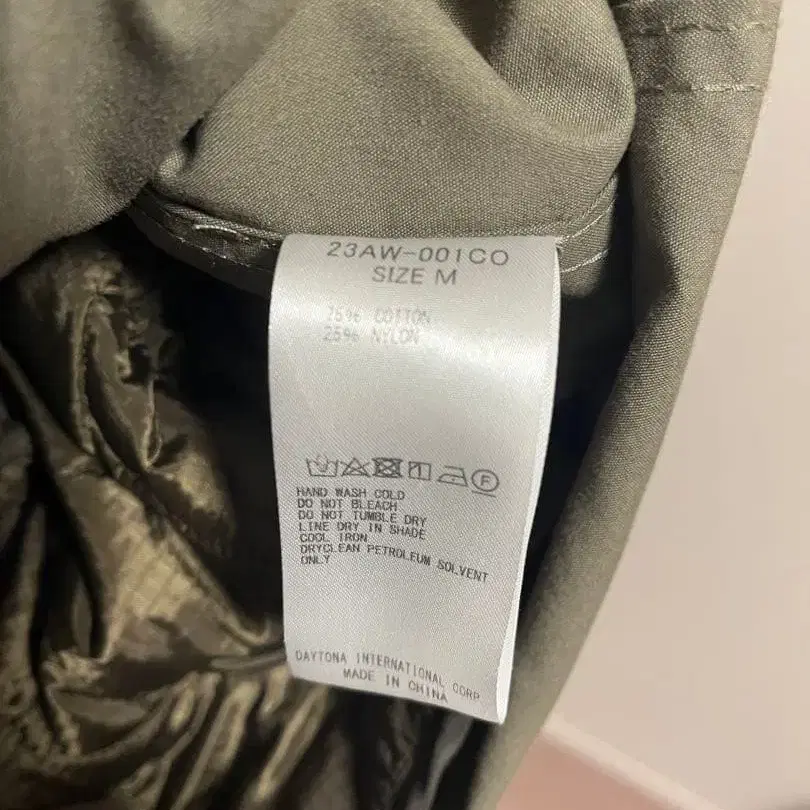 23AW-001CO
SIZE M
75% COTTON
25% NYLON
F
HAND WASH COLD
DO NOT BLEACH
DO NOT TUMBLE DRY
LINE DRY IN SHADE
COOL IRON
DRYCLEAN PETROLEUM SOLVENT
ONLY
DAYTONA INTERNATIONAL CORP
MADE IN CHINA